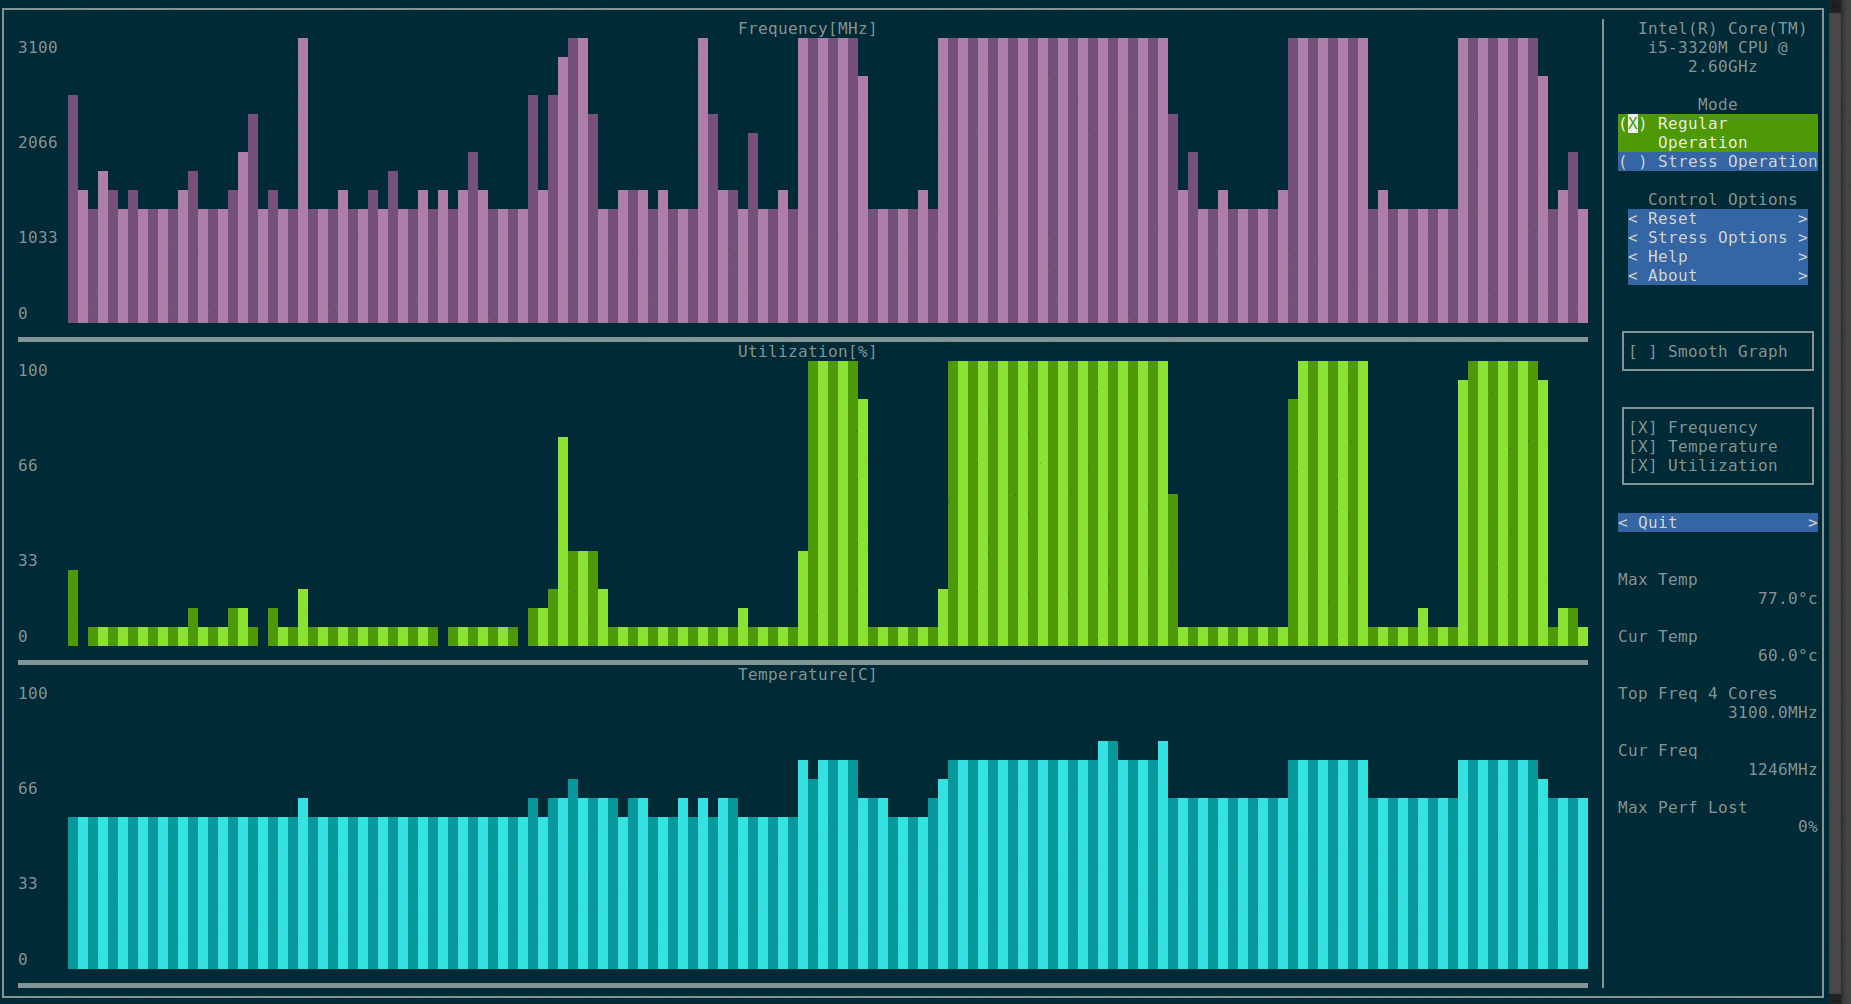 Frequency[MHz]
3100
2066
1033
0
Utilization[%]
100
66
33
0
Temperature[C]
100
66
33
0
Intel(R) Core(TM)
i5-3320M CPU @
2.60GHz
Mode
(X) Regular
Operation
( ) Stress Operation
Control Options
< Reset >
< Stress Options >
< Help >
< About >
[ ] Smooth Graph
[X] Frequency
[X] Temperature
[X] Utilization
< Quit >
Max Temp
77.0°c
Cur Temp
60.0°c
Top Freq 4 Cores
3100.0MHz
Cur Freq
1246MHz
Max Perf Lost
0%